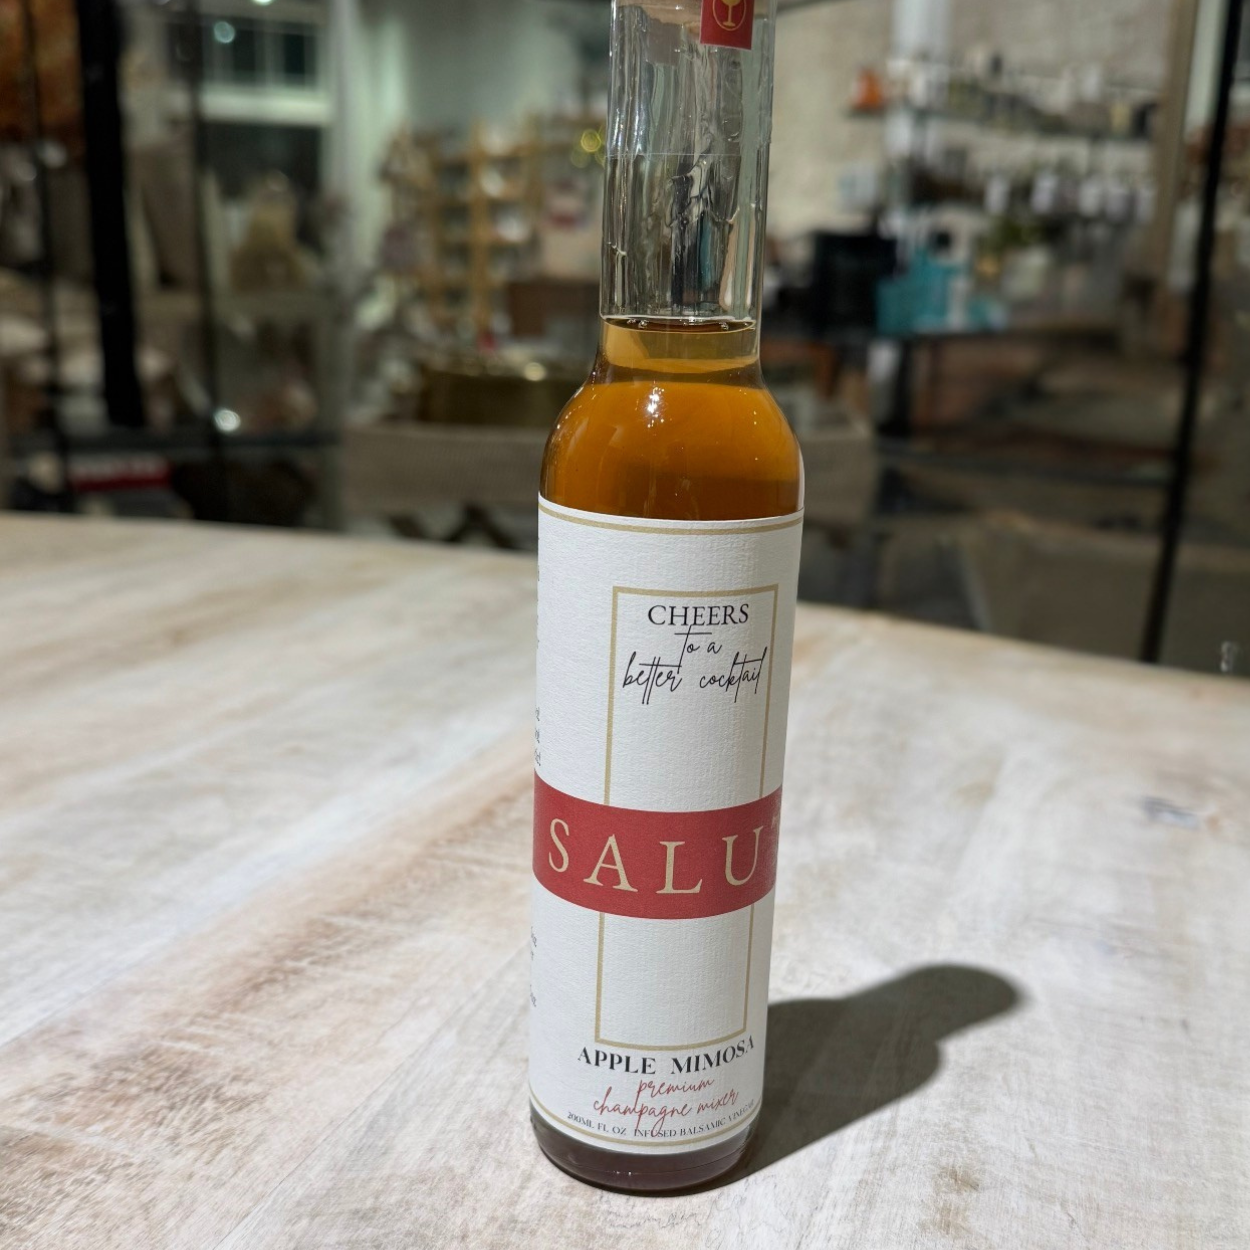 CHEERS
to a
better cocktail
SALU
APPLE MIMOSA
premium
champagne mixer
200ML FL OZ INFUSED BALSAMIC VINEGAR